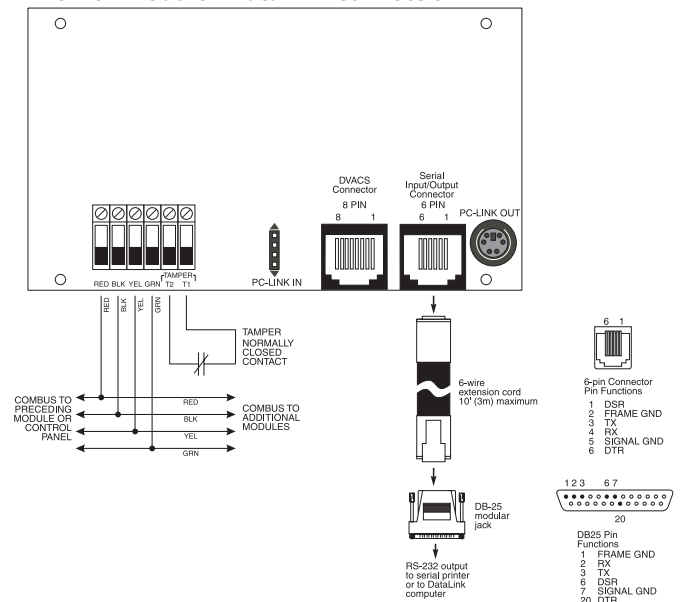 DVACS
Connector
8 PIN
8 1
Serial
Input/Output
Connector
6 PIN
6 1
PC-LINK OUT
PC-LINK IN
TAMPER
RED BLK YEL GRN T2 T1
RED
BLK
YEL
GRN
TAMPER
NORMALLY
CLOSED
CONTACT
COMBUS TO
PRECEDING
MODULE OR
CONTROL
PANEL
RED
BLK
YEL
GRN
COMBUS TO
ADDITIONAL
MODULES
6-wire
extension cord
10' (3m) maximum
DB-25
modular
jack
RS-232 output
to serial printer
or to DataLink
computer
6 1
6-pin Connector
Pin Functions
1 DSR
2 FRAME GND
3 TX
4 RX
5 SIGNAL GND
6 DTR
1 2 3 6 7
20
DB25 Pin
Functions
1 FRAME GND
2 RX
3 TX
6 DSR
7 SIGNAL GND
20 DTR